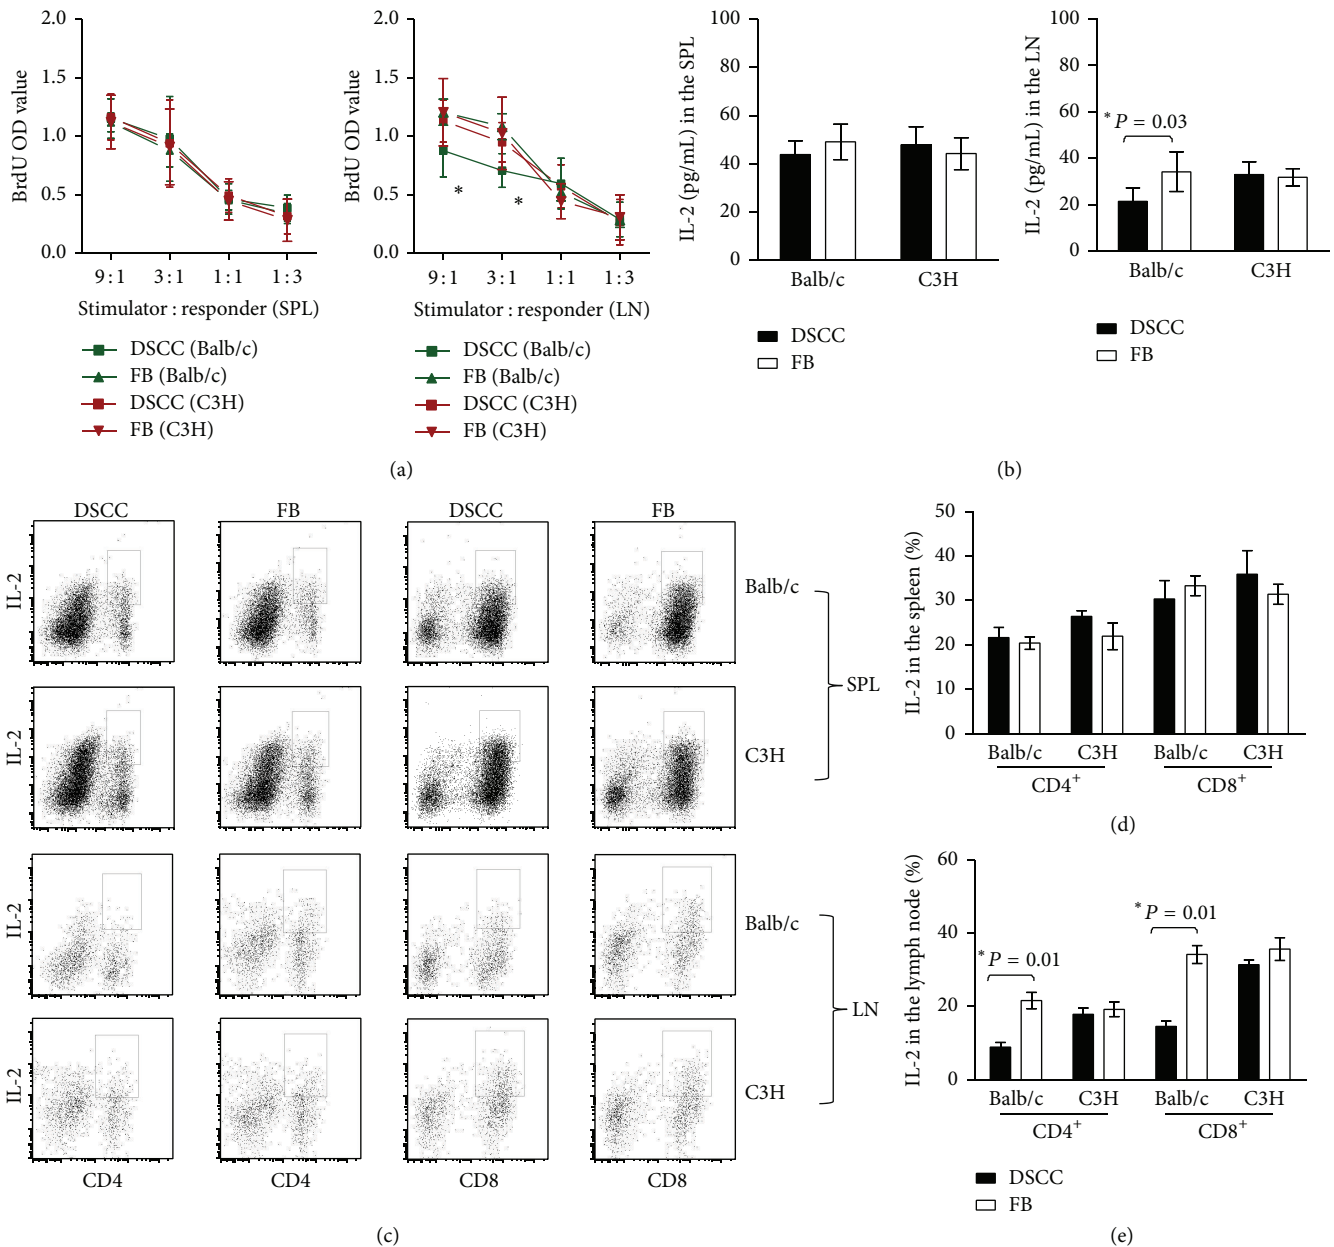 2.0
1.5
1.0
0.5
0.0
BrdU OD value
9:1 3:1 1:1 1:3
Stimulator : responder (SPL)
DSCC (Balb/c)
FB (Balb/c)
DSCC (C3H)
FB (C3H)
2.0
1.5
1.0
0.5
0.0
BrdU OD value
*
*
9:1 3:1 1:1 1:3
Stimulator : responder (LN)
DSCC (Balb/c)
FB (Balb/c)
DSCC (C3H)
FB (C3H)
(a)
100
80
60
40
20
0
IL-2 (pg/mL) in the SPL
Balb/c C3H
DSCC
FB
100
80
60
40
20
0
IL-2 (pg/mL) in the LN
*P = 0.03
Balb/c C3H
DSCC
FB
(b)
DSCC FB DSCC FB
IL-2
Balb/c
IL-2
C3H
SPL
IL-2
Balb/c
IL-2
C3H
LN
CD4 CD4 CD8 CD8
(c)
50
40
30
20
10
0
IL-2 in the spleen (%)
Balb/c C3H Balb/c C3H
CD4+ CD8+
(d)
60
40
20
0
IL-2 in the lymph node (%)
*P = 0.01
*P = 0.01
Balb/c C3H Balb/c C3H
CD4+ CD8+
DSCC
FB
(e)